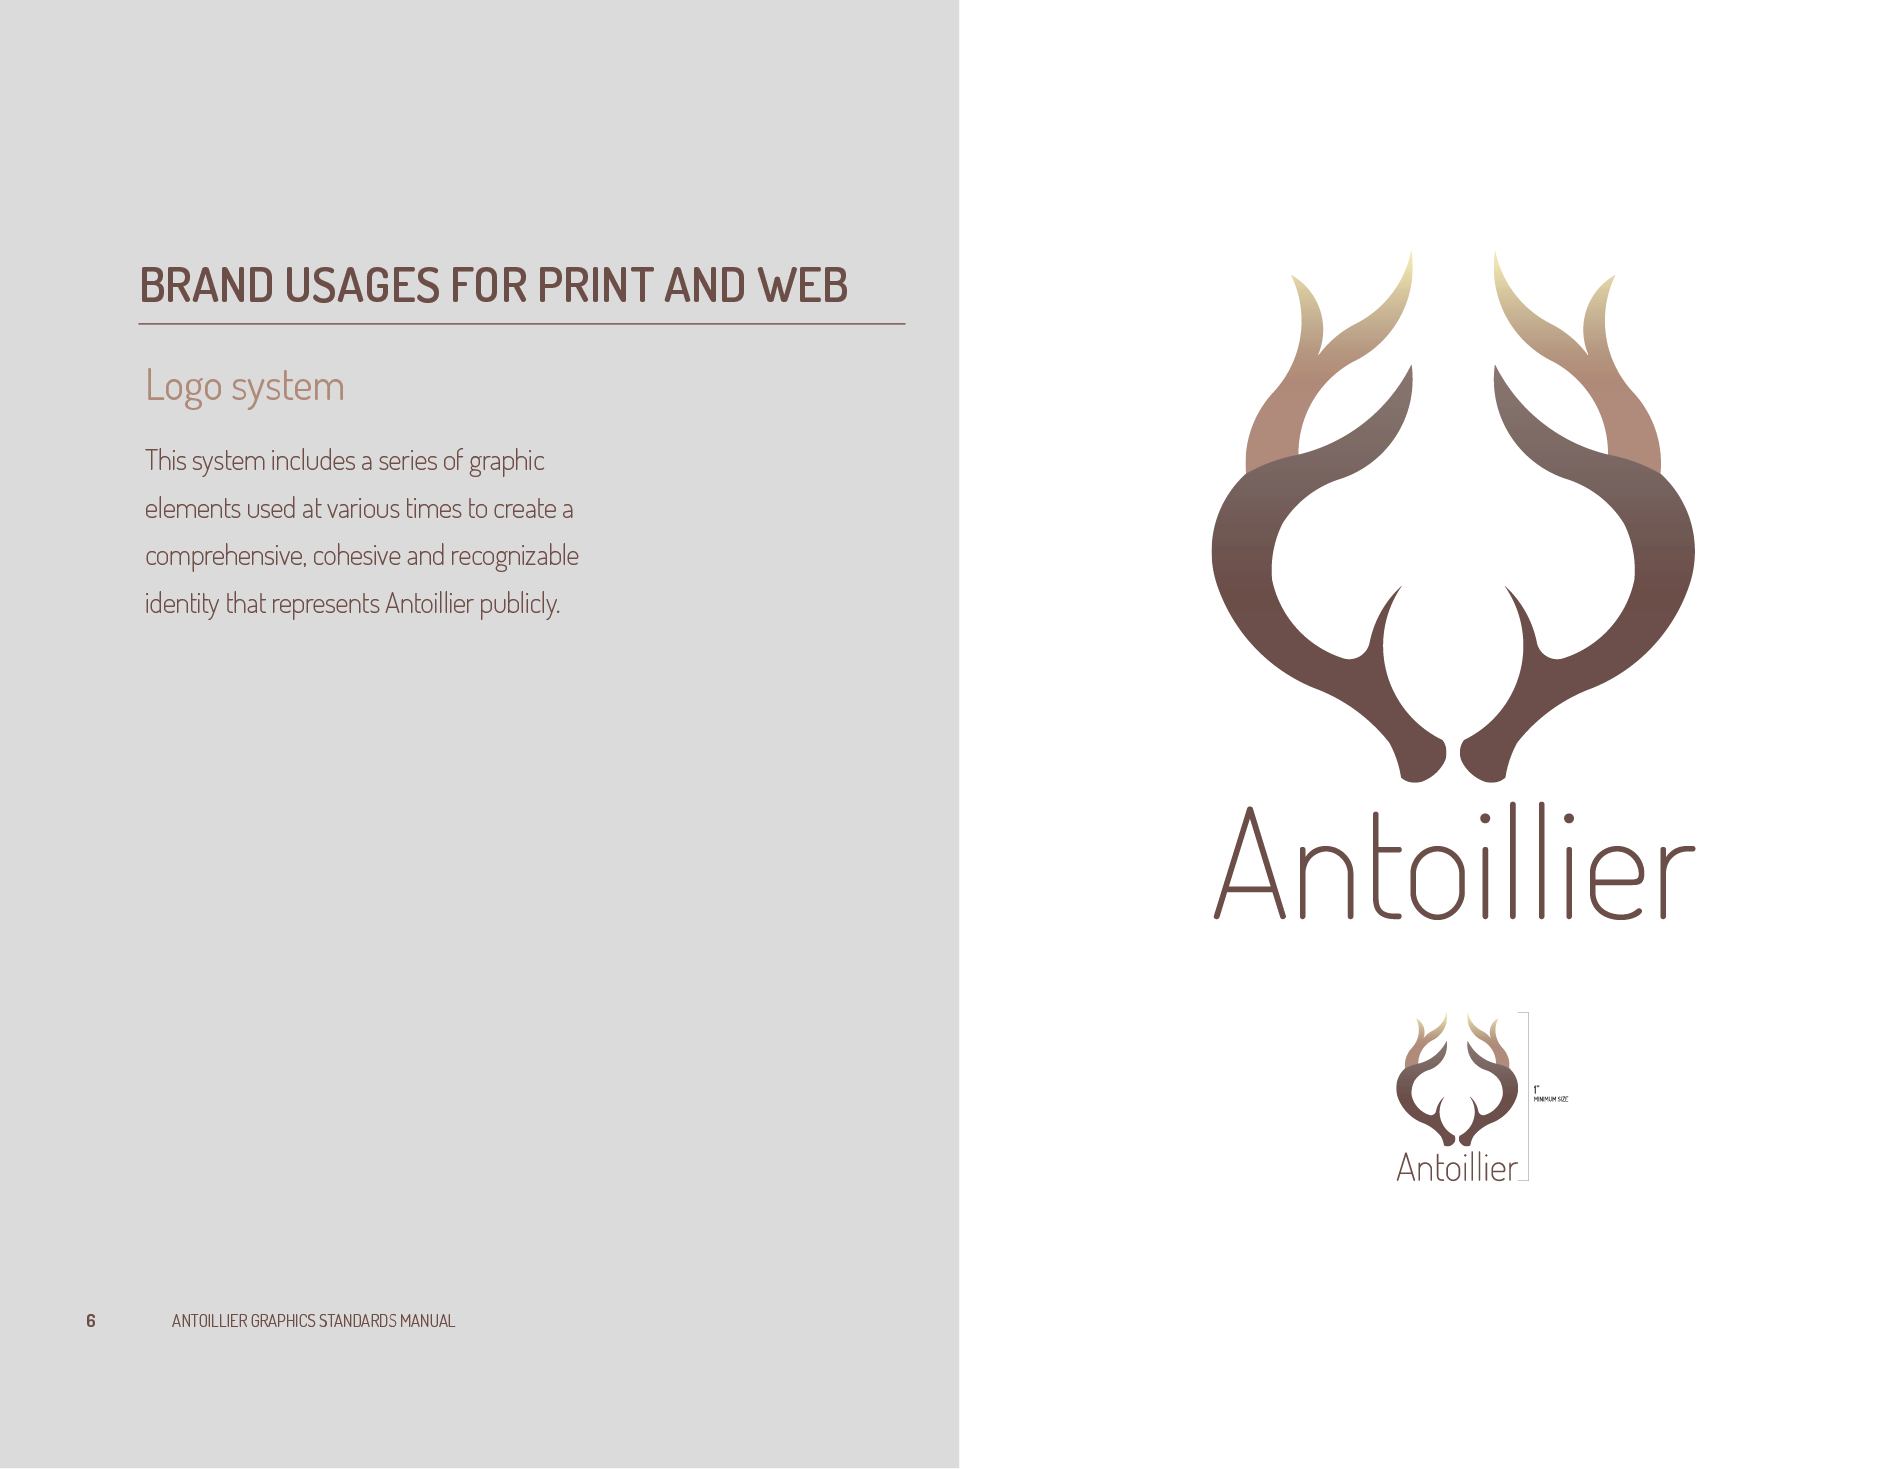 BRAND USAGES FOR PRINT AND WEB
Logo system
This system includes a series of graphic
elements used at various times to create a
comprehensive, cohesive and recognizable
identity that represents Antoillier publicly.
6 ANTOILLIER GRAPHICS STANDARDS MANUAL
Antoillier
1"
MINIMUM SIZE
Antoillier